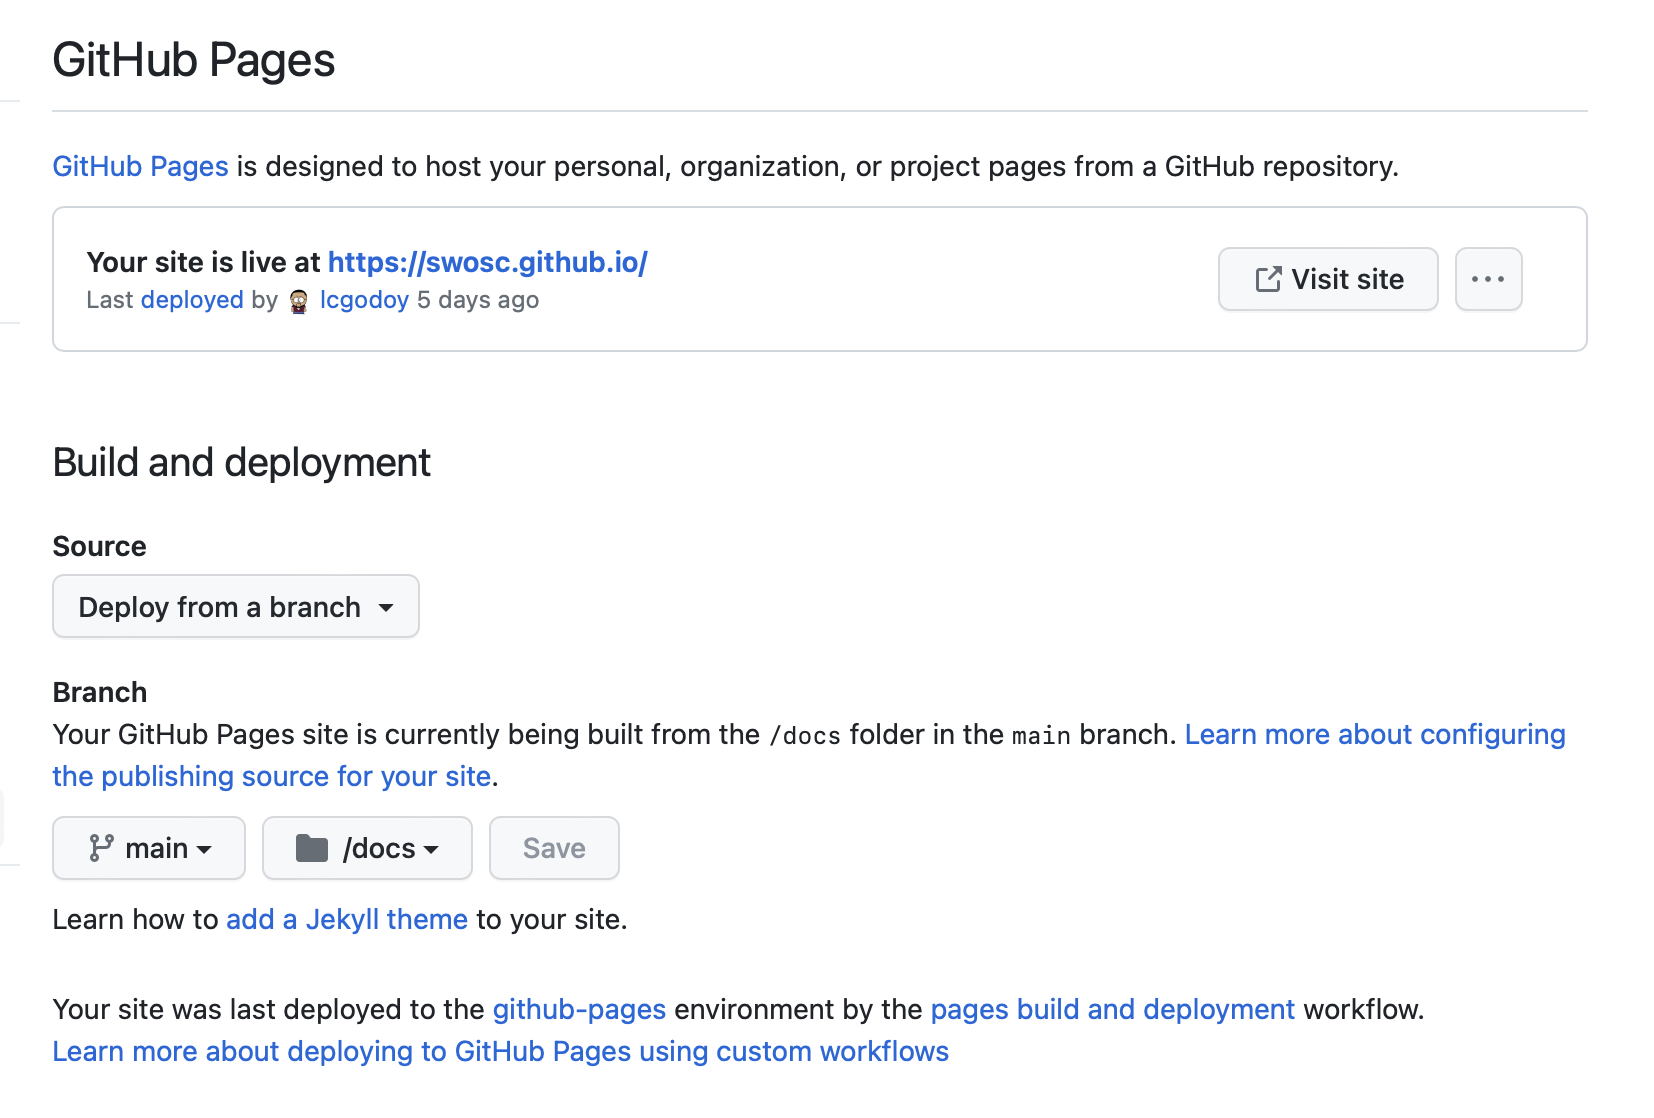 GitHub Pages
GitHub Pages is designed to host your personal, organization, or project pages from a GitHub repository.
Your site is live at https://swosc.github.io/
Visit site
Last deployed by lcgodoy 5 days ago
Build and deployment
Source
Deploy from a branch
Branch
Your GitHub Pages site is currently being built from the /docs folder in the main branch. Learn more about configuring
the publishing source for your site.
main /docs Save
Learn how to add a Jekyll theme to your site.
Your site was last deployed to the github-pages environment by the pages build and deployment workflow.
Learn more about deploying to GitHub Pages using custom workflows